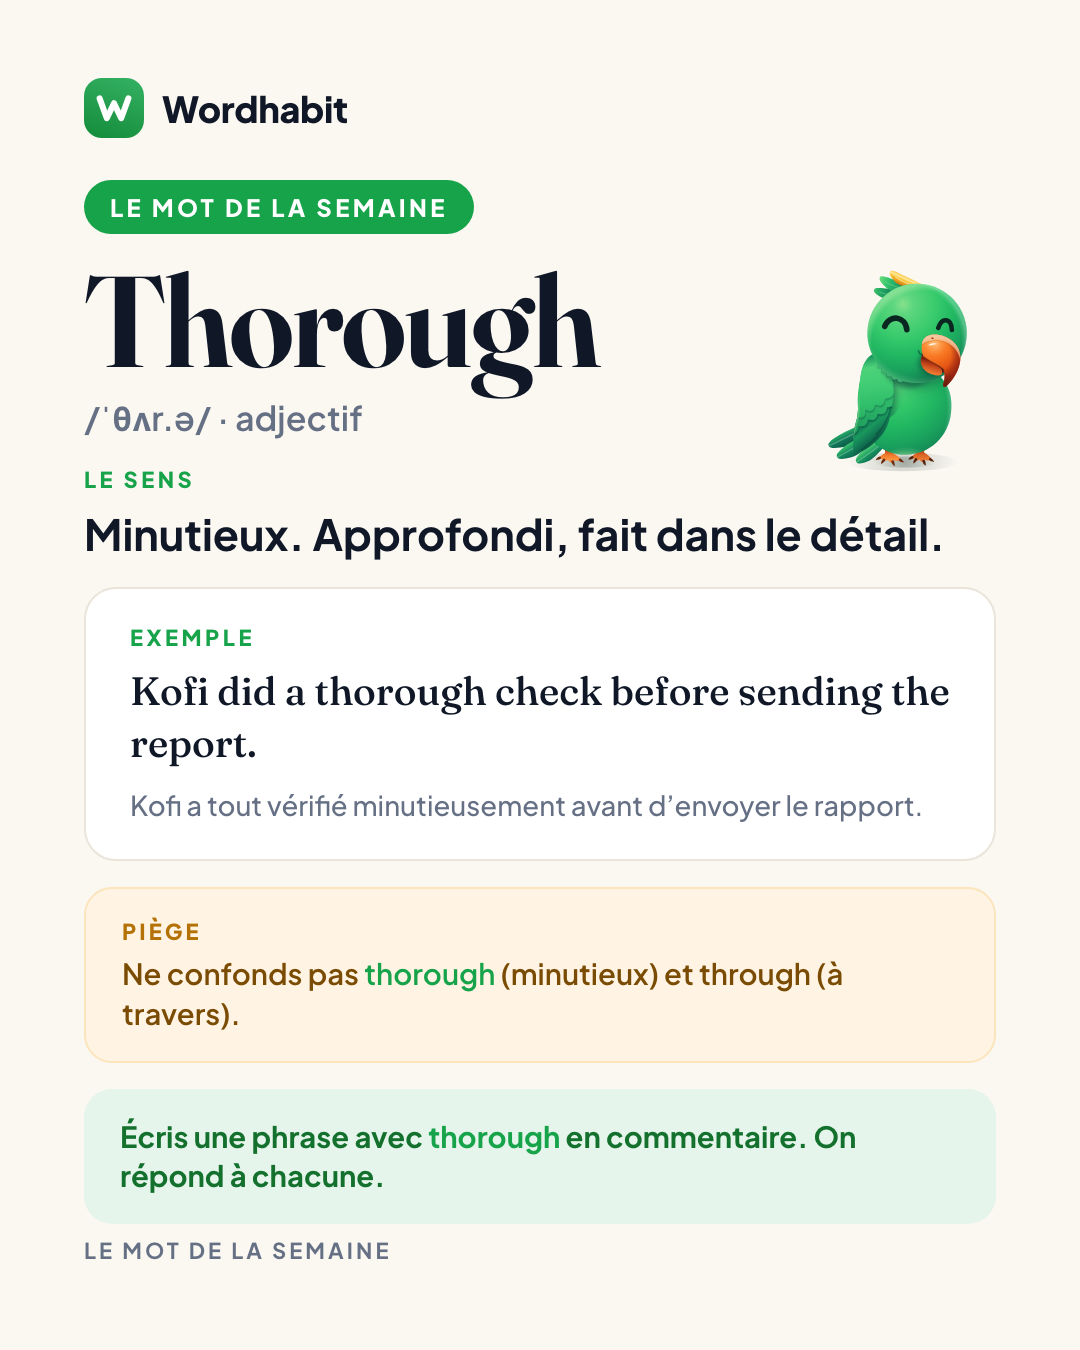 W Wordhabit
LE MOT DE LA SEMAINE
Thorough
/ˈθʌr.ə/ · adjectif
LE SENS
Minutieux. Approfondi, fait dans le détail.
EXEMPLE
Kofi did a thorough check before sending the
report.
Kofi a tout vérifié minutieusement avant d’envoyer le rapport.
PIÈGE
Ne confonds pas thorough (minutieux) et through (à
travers).
Écris une phrase avec thorough en commentaire. On
répond à chacune.
LE MOT DE LA SEMAINE